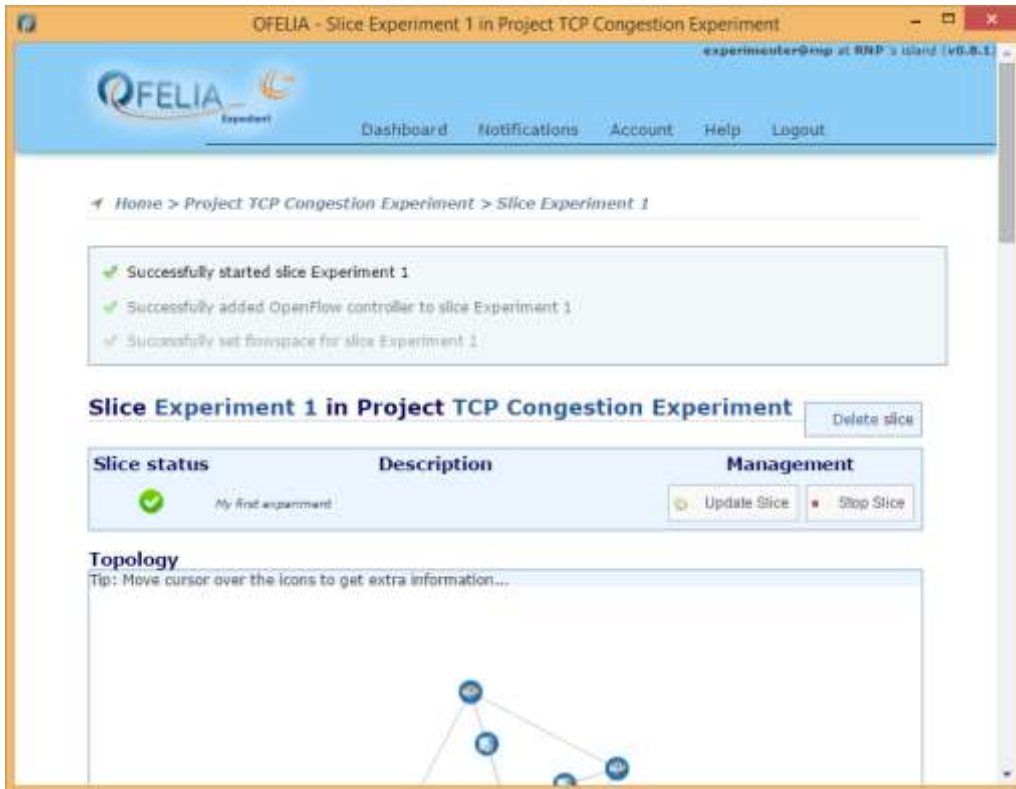 OFELIA - Slice Experiment 1 in Project TCP Congestion Experiment
experimenter@rnp at RNP's island (v0.8.1)
OFELIA
Expedient
Dashboard Notifications Account Help Logout
Home > Project TCP Congestion Experiment > Slice Experiment 1
Successfully started slice Experiment 1
Successfully added OpenFlow controller to slice Experiment 1
Successfully set flowspace for slice Experiment 1
Slice Experiment 1 in Project TCP Congestion Experiment
Delete slice
Slice status Description Management
My first experiment Update Slice Stop Slice
Topology
Tip: Move cursor over the icons to get extra information...